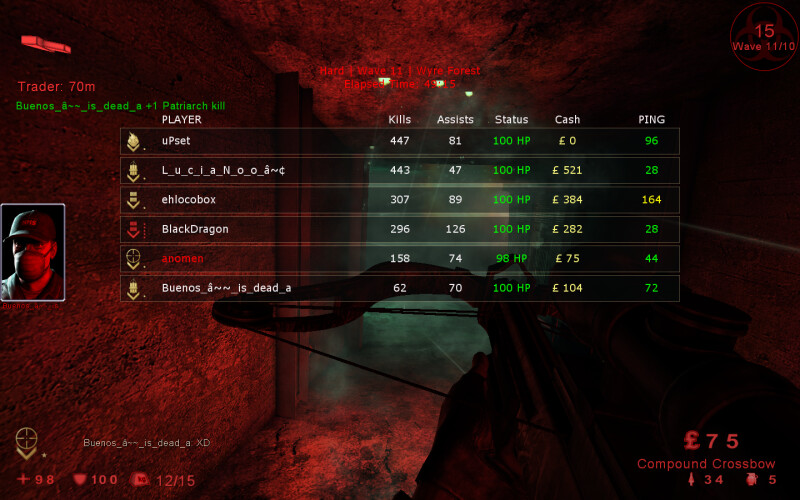 15
Wave 11/10
Hard | Wave 11 | Wyre Forest
Trader: 70m
Buenos_â~~_is_dead_a +1 Patriarch kill
PLAYER Kills Assists Status Cash PING
uPset 447 81 100 HP £ 0 96
L_u_c_i_a_N_o_o_â~¢ 443 47 100 HP £ 521 28
ehlocobox 307 89 100 HP £ 384 164
BlackDragon 296 126 100 HP £ 282 28
anomen 158 74 98 HP £ 75 44
Buenos_â~~_is_dead_a 62 70 100 HP £ 104 72
Buenos_â~~_is_dead_a: XD
£75
Compound Crossbow
98 100 12/15 34 5